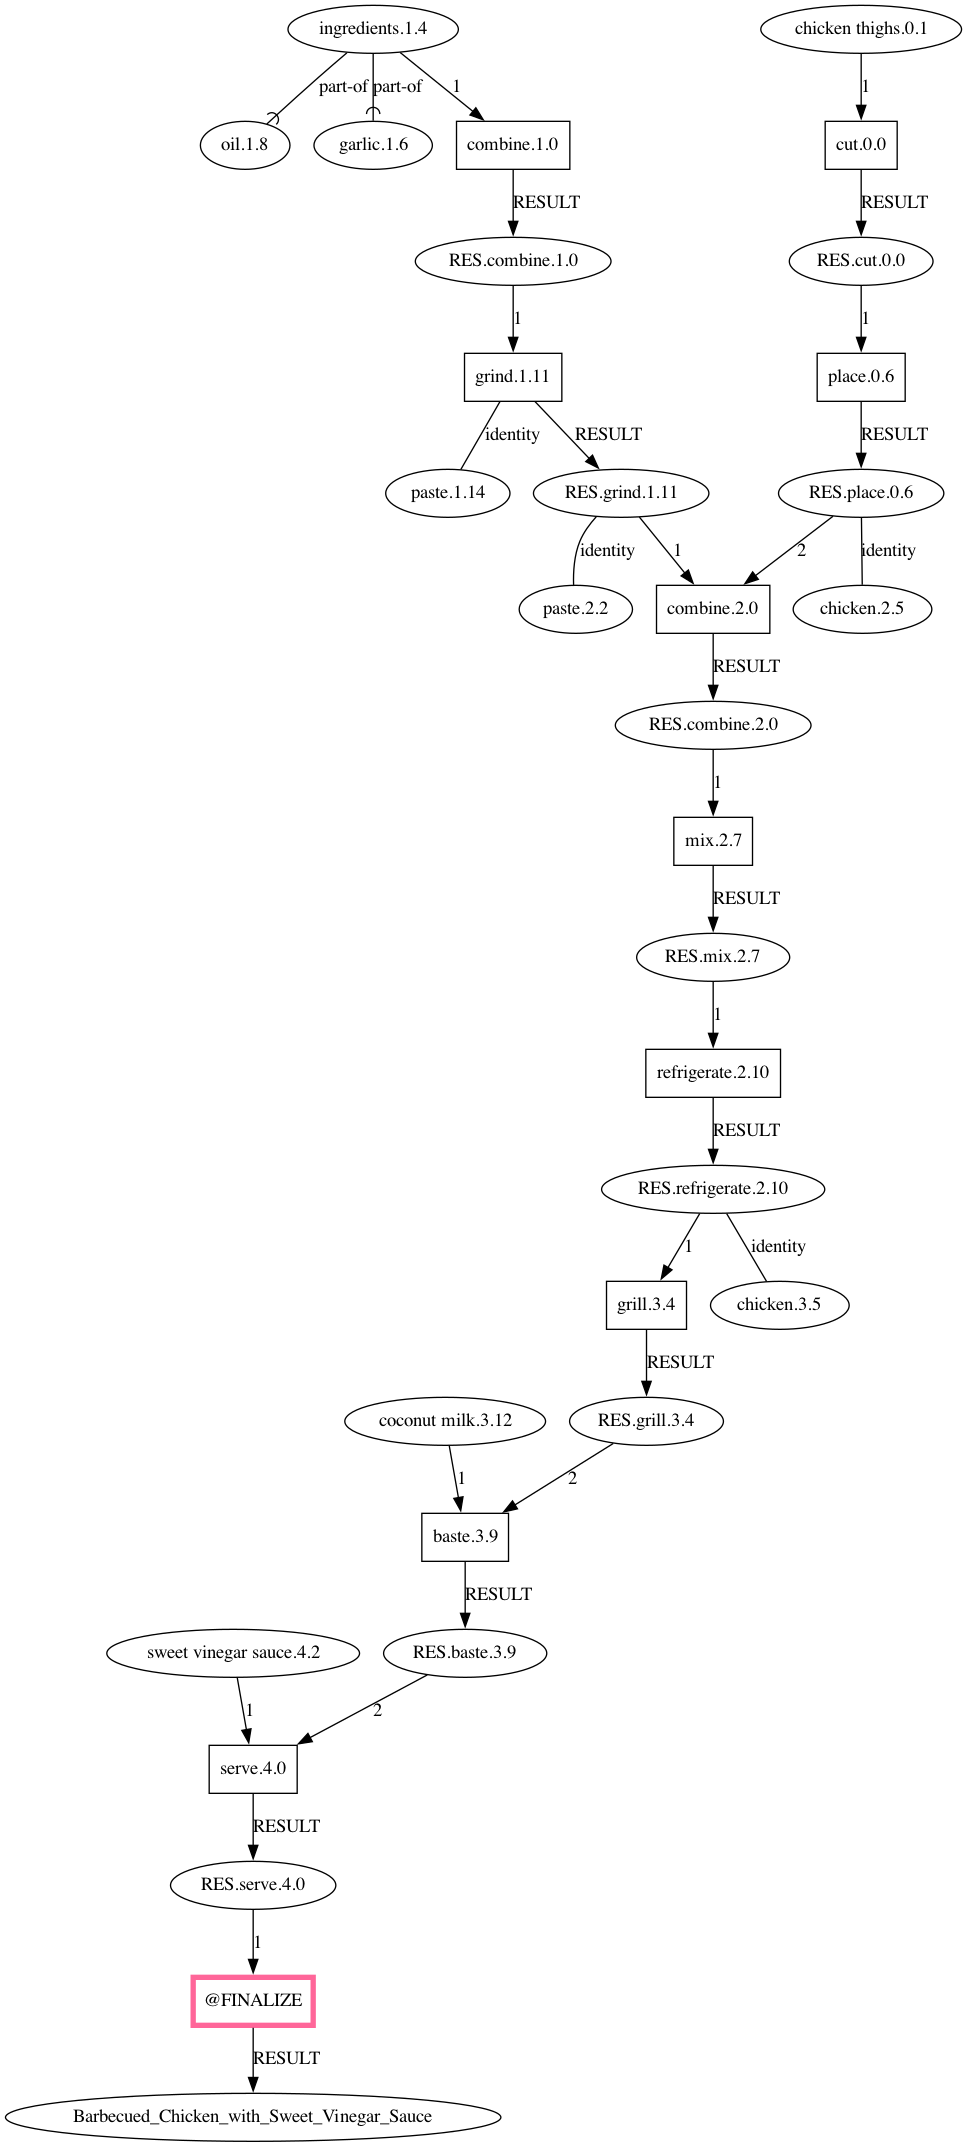 ingredients.1.4
chicken thighs.0.1
part-of
part-of
1
1
oil.1.8
garlic.1.6
combine.1.0
cut.0.0
RESULT
RESULT
RES.combine.1.0
RES.cut.0.0
1
1
grind.1.11
place.0.6
identity
RESULT
RESULT
paste.1.14
RES.grind.1.11
RES.place.0.6
identity
1
2
identity
paste.2.2
combine.2.0
chicken.2.5
RESULT
RES.combine.2.0
1
mix.2.7
RESULT
RES.mix.2.7
1
refrigerate.2.10
RESULT
RES.refrigerate.2.10
1
identity
grill.3.4
chicken.3.5
RESULT
coconut milk.3.12
RES.grill.3.4
1
2
baste.3.9
RESULT
sweet vinegar sauce.4.2
RES.baste.3.9
1
2
serve.4.0
RESULT
RES.serve.4.0
1
@FINALIZE
RESULT
Barbecued_Chicken_with_Sweet_Vinegar_Sauce